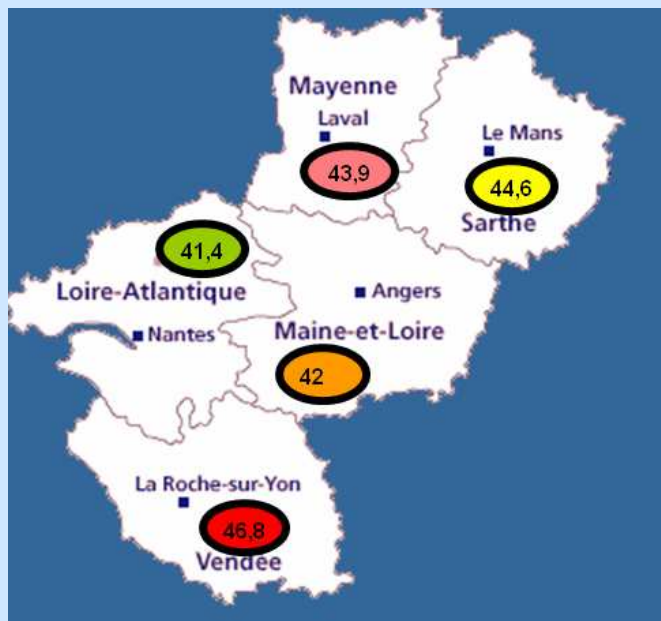 Mayenne
Laval
43,9
Le Mans
44,6
Sarthe
41,4
Loire-Atlantique
Nantes
Angers
Maine-et-Loire
42
La Roche-sur-Yon
46,8
Vendée